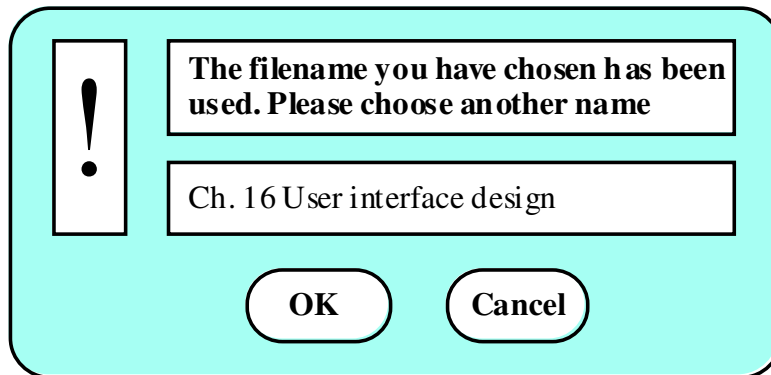 !
The filename you have chosen has been
used. Please choose another name
Ch. 16 User interface design
OK
Cancel